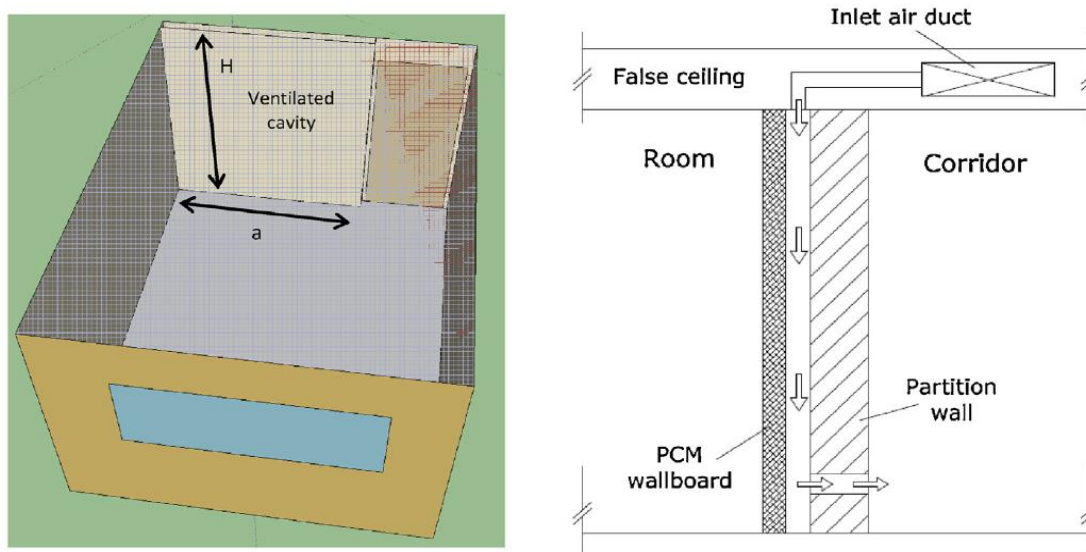 H
Ventilated
cavity
a
Inlet air duct
False ceiling
Room
Corridor
Partition
wall
PCM
wallboard